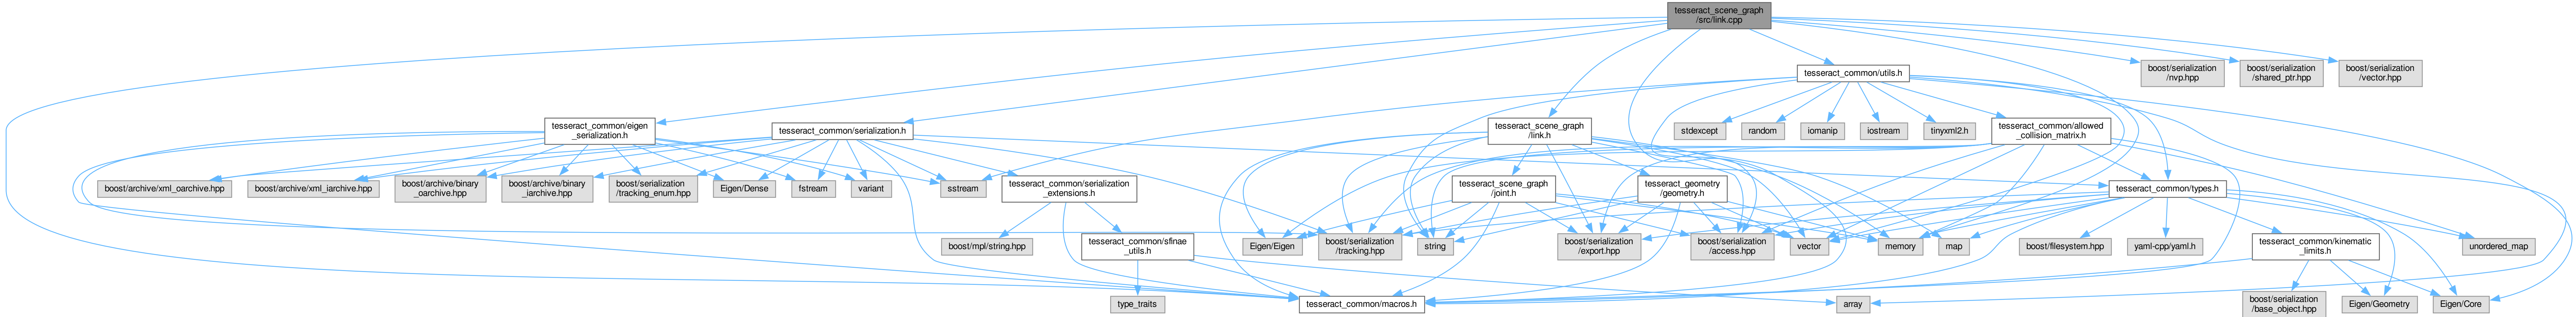 tesseract_scene_graph
/src/link.cpp
tesseract_common/utils.h
boost/serialization
/nvp.hpp
boost/serialization
/shared_ptr.hpp
boost/serialization
/vector.hpp
tesseract_common/eigen
_serialization.h
tesseract_common/serialization.h
tesseract_scene_graph
/link.h
stdexcept
random
iomanip
iostream
tinyxml2.h
tesseract_common/allowed
_collision_matrix.h
boost/archive/xml_oarchive.hpp
boost/archive/xml_iarchive.hpp
boost/archive/binary
_oarchive.hpp
boost/archive/binary
_iarchive.hpp
boost/serialization
/tracking_enum.hpp
Eigen/Dense
fstream
variant
sstream
tesseract_common/serialization
_extensions.h
tesseract_scene_graph
/joint.h
tesseract_geometry
/geometry.h
tesseract_common/types.h
boost/mpl/string.hpp
tesseract_common/sfinae
_utils.h
Eigen/Eigen
boost/serialization
/tracking.hpp
string
boost/serialization
/export.hpp
boost/serialization
/access.hpp
vector
memory
map
boost/filesystem.hpp
yaml-cpp/yaml.h
tesseract_common/kinematic
_limits.h
unordered_map
type_traits
tesseract_common/macros.h
array
boost/serialization
/base_object.hpp
Eigen/Geometry
Eigen/Core